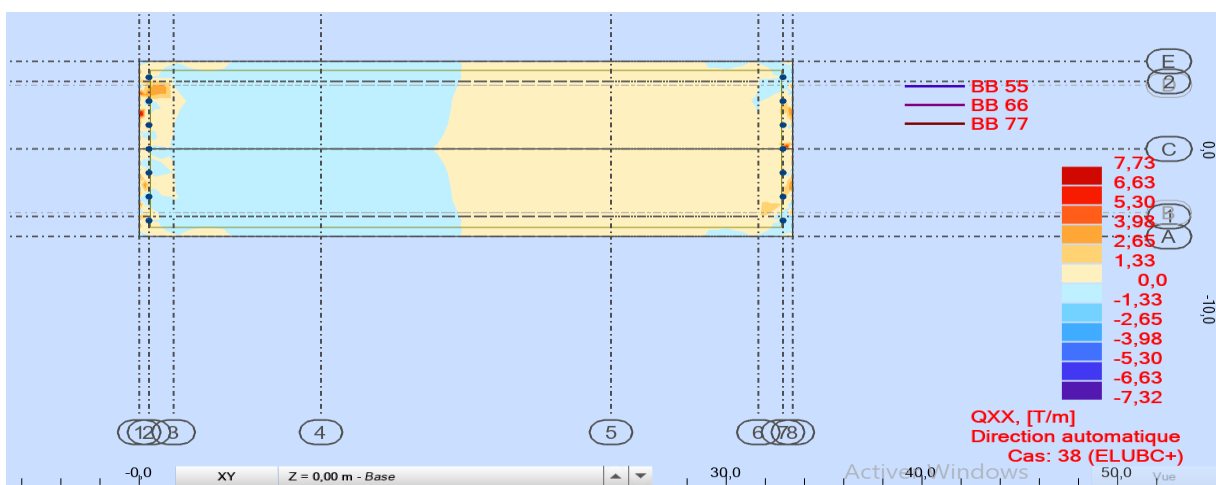 E
2
BB 55
BB 66
BB 77
C
0,0
7,73
6,63
5,30
3,98
2,65
1,33
0,0
-1,33
-2,65
-3,98
-5,30
-6,63
-7,32
1
A
-10,0
QXX, [T/m]
Direction automatique
Cas: 38 (ELUBC+)
1 2 3 4 5 6 7 8
-0,0
XY
Z = 0,00 m - Base
30,0
40,0
50,0
Activer Windows
Vue